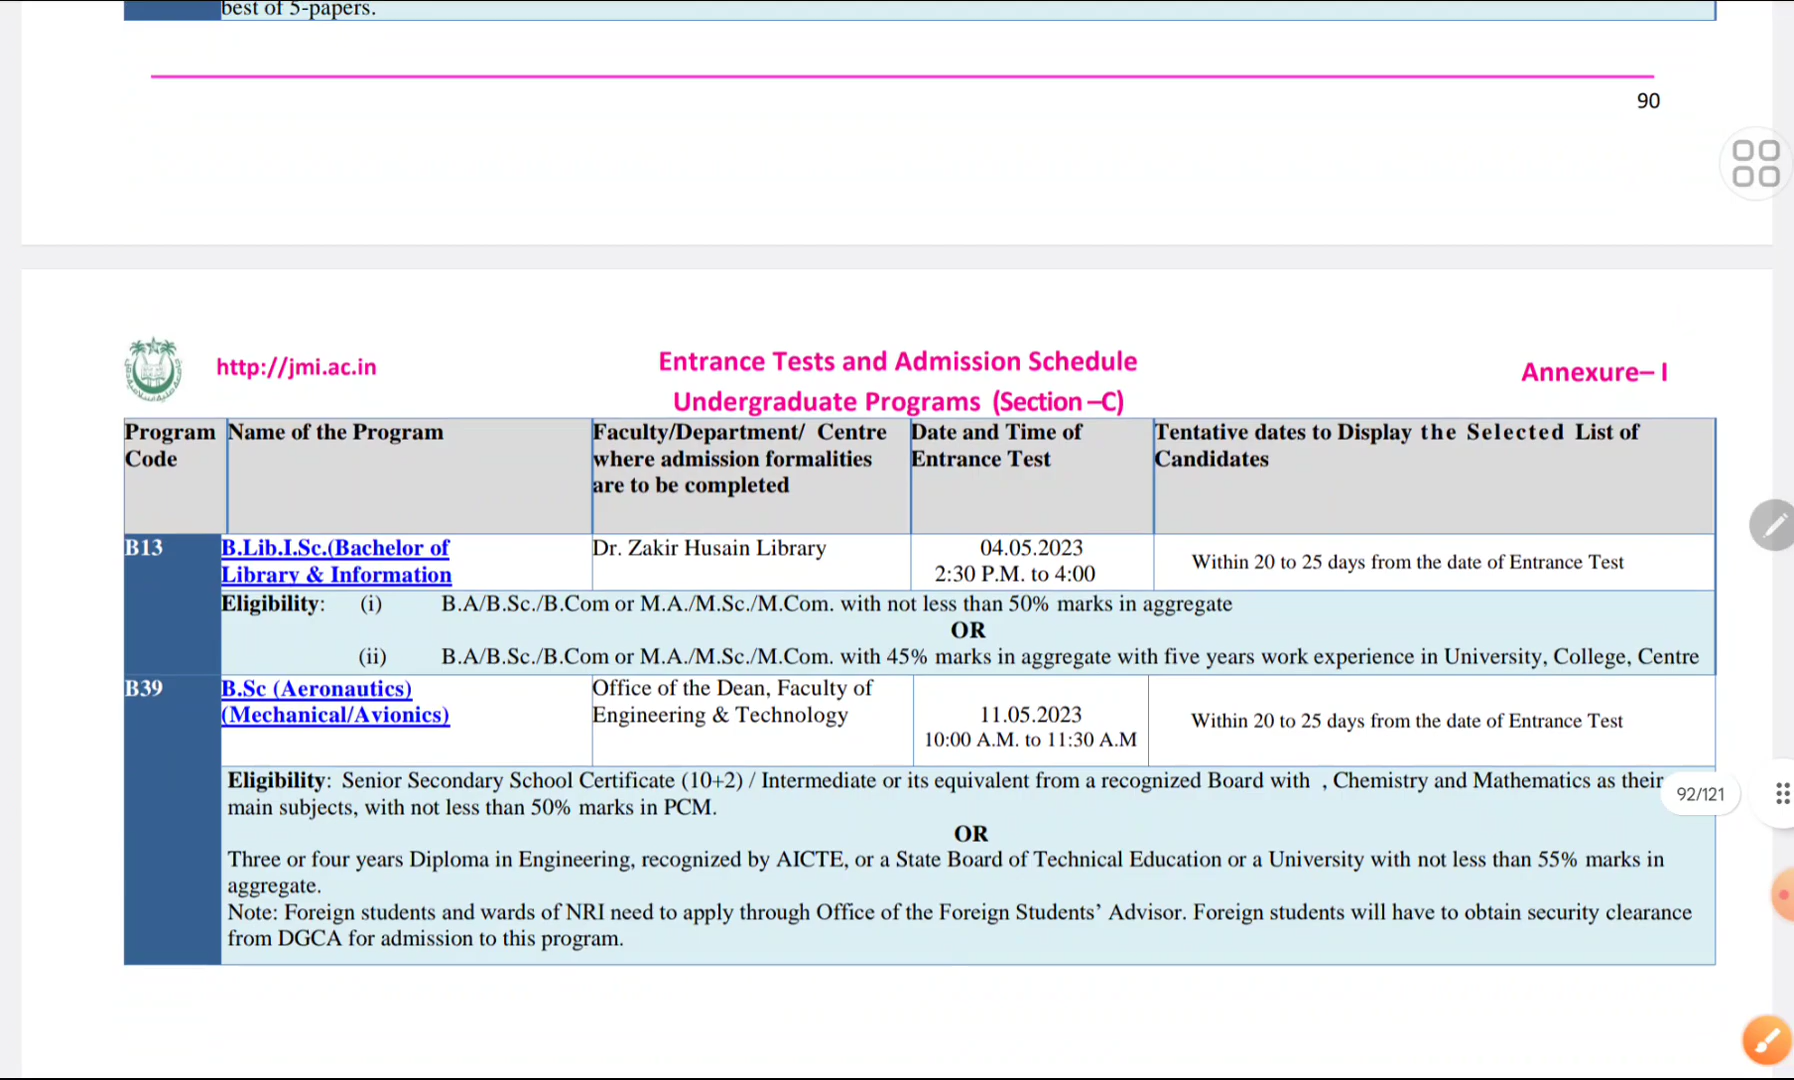 best of 5-papers.
90
http://jmi.ac.in
Entrance Tests and Admission Schedule
Undergraduate Programs (Section –C)
Annexure– I
Program Code
Name of the Program
Faculty/Department/ Centre where admission formalities are to be completed
Date and Time of Entrance Test
Tentative dates to Display the Selected List of Candidates
B13
B.Lib.I.Sc.(Bachelor of
Library & Information
Dr. Zakir Husain Library
04.05.2023
2:30 P.M. to 4:00
Within 20 to 25 days from the date of Entrance Test
Eligibility: (i) B.A/B.Sc./B.Com or M.A./M.Sc./M.Com. with not less than 50% marks in aggregate
OR
(ii) B.A/B.Sc./B.Com or M.A./M.Sc./M.Com. with 45% marks in aggregate with five years work experience in University, College, Centre
B39
B.Sc (Aeronautics)
(Mechanical/Avionics)
Office of the Dean, Faculty of
Engineering & Technology
11.05.2023
10:00 A.M. to 11:30 A.M
Within 20 to 25 days from the date of Entrance Test
Eligibility: Senior Secondary School Certificate (10+2) / Intermediate or its equivalent from a recognized Board with , Chemistry and Mathematics as their
main subjects, with not less than 50% marks in PCM.
92/121
OR
Three or four years Diploma in Engineering, recognized by AICTE, or a State Board of Technical Education or a University with not less than 55% marks in
aggregate.
Note: Foreign students and wards of NRI need to apply through Office of the Foreign Students’ Advisor. Foreign students will have to obtain security clearance
from DGCA for admission to this program.